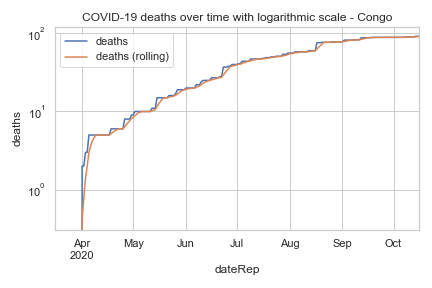 COVID-19 deaths over time with logarithmic scale - Congo
10²
deaths
deaths (rolling)
10¹
10⁰
deaths
Apr May Jun Jul Aug Sep Oct
2020
dateRep